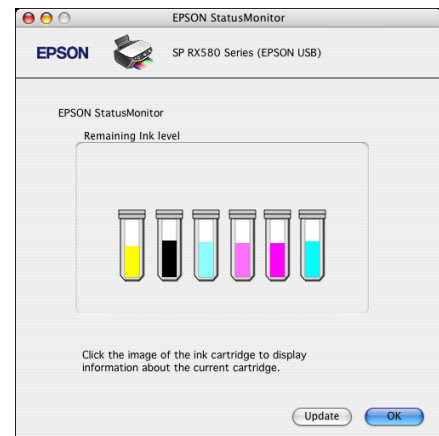 EPSON StatusMonitor
EPSON
SP RX580 Series (EPSON USB)
EPSON StatusMonitor
Remaining Ink level
Click the image of the ink cartridge to display
information about the current cartridge.
Update
OK